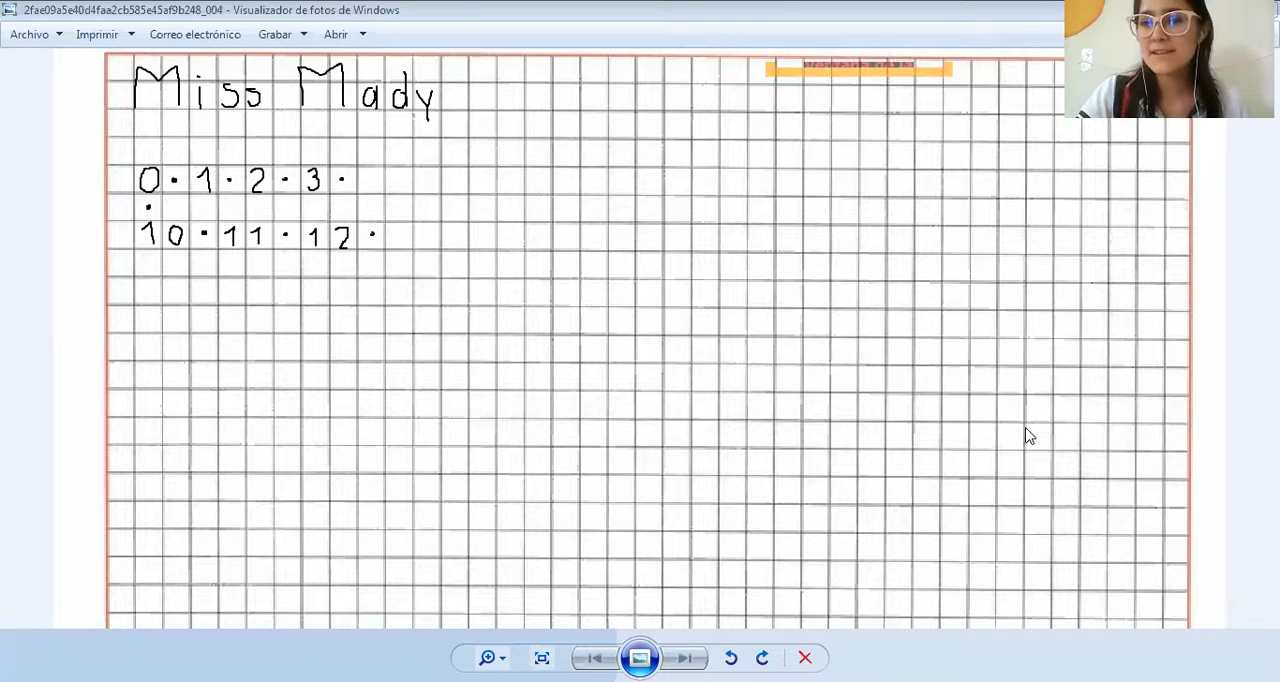 2fae09a5e40d4faa2cb585e45af9b248_004 - Visualizador de fotos de Windows
Archivo Imprimir Correo electrónico Grabar Abrir
Miss Mady
0 · 1 · 2 · 3 ·
·
10 · 11 · 12 ·